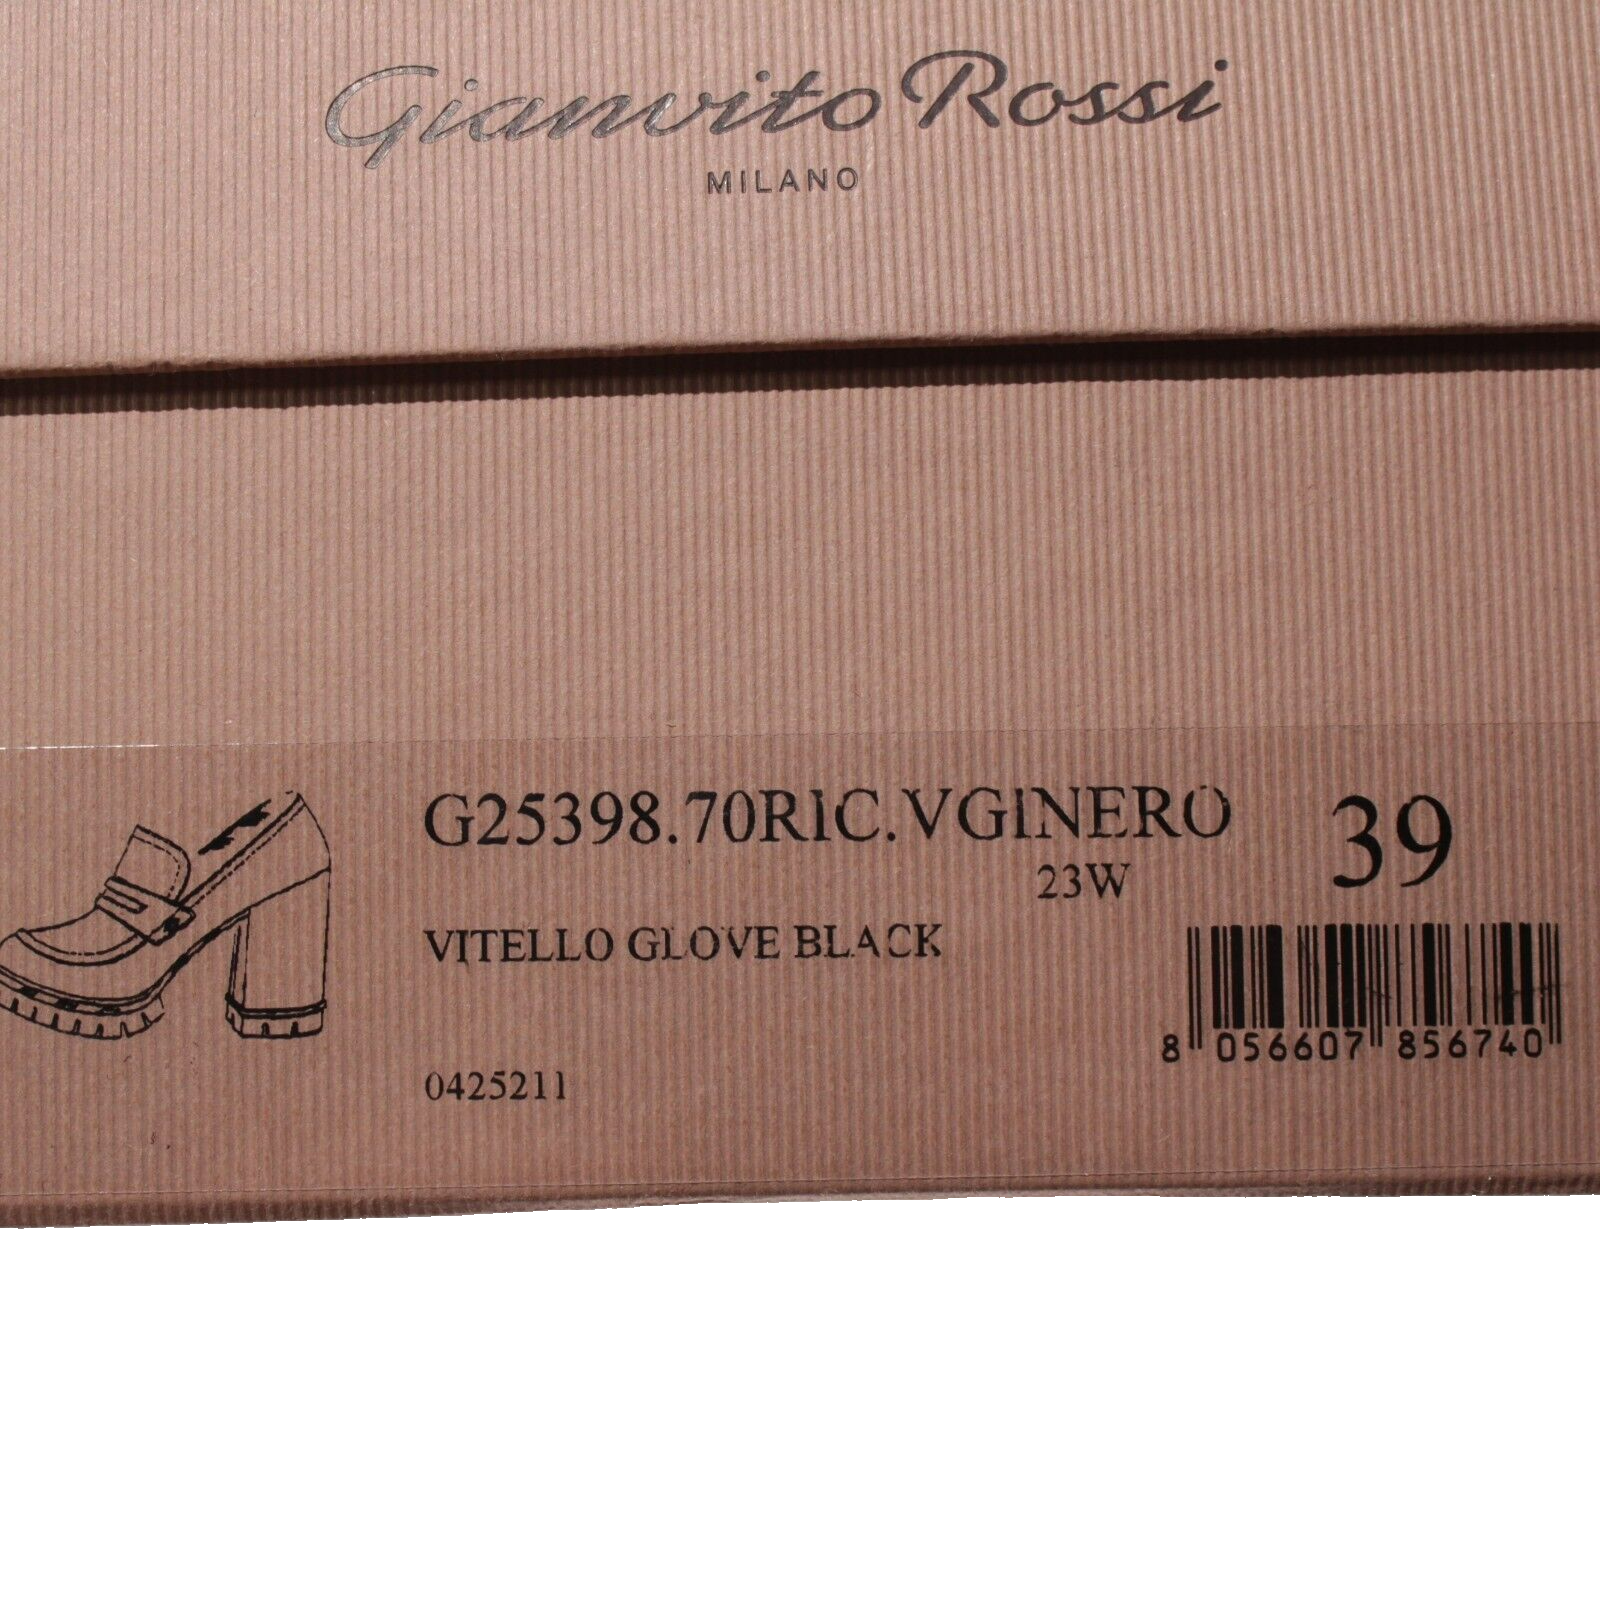 Gianvito Rossi
MILANO
G25398.70RIC.VGINERO
39
23W
VITELLO GLOVE BLACK
8 056607 856740
0425211